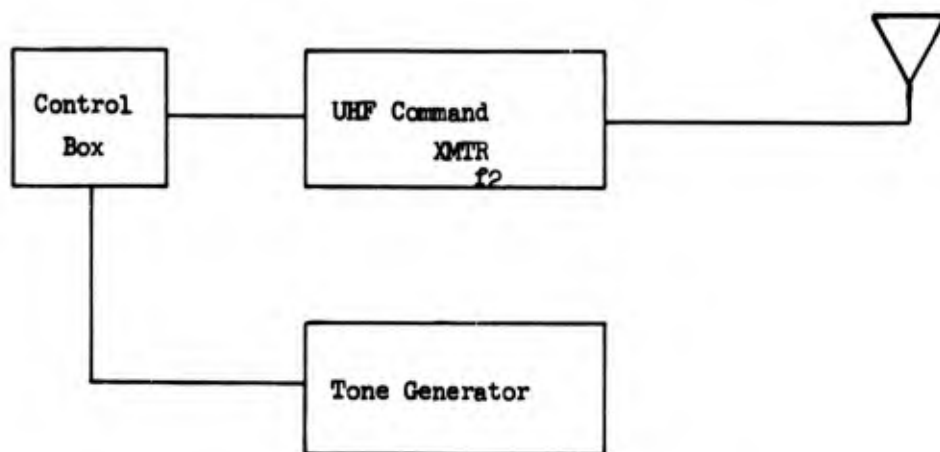 Control
Box
UHF Command
XMTR
f2
Tone Generator